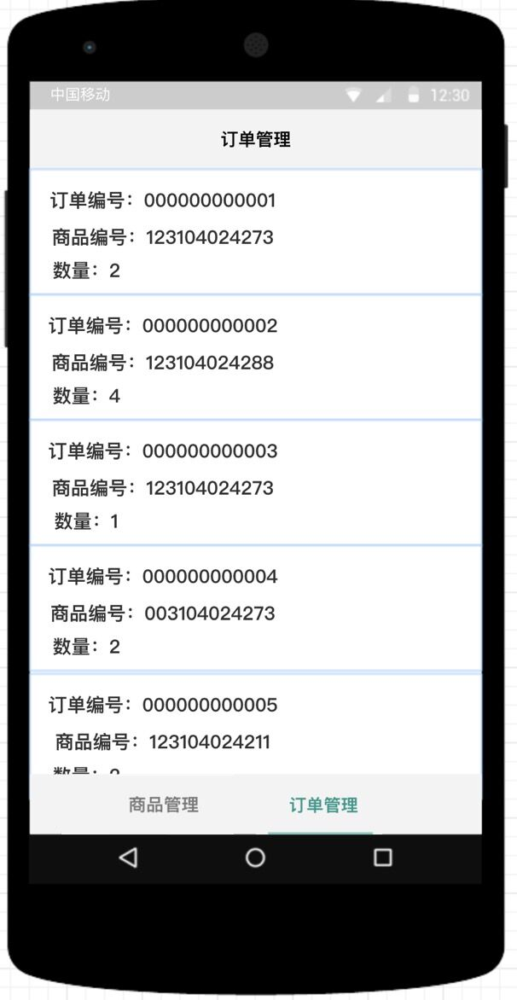 中国移动 12:30
订单管理
订单编号：000000000001
商品编号：123104024273
数量：2
订单编号：000000000002
商品编号：123104024288
数量：4
订单编号：000000000003
商品编号：123104024273
数量：1
订单编号：000000000004
商品编号：003104024273
数量：2
订单编号：000000000005
商品编号：123104024211
数量：
商品管理 订单管理